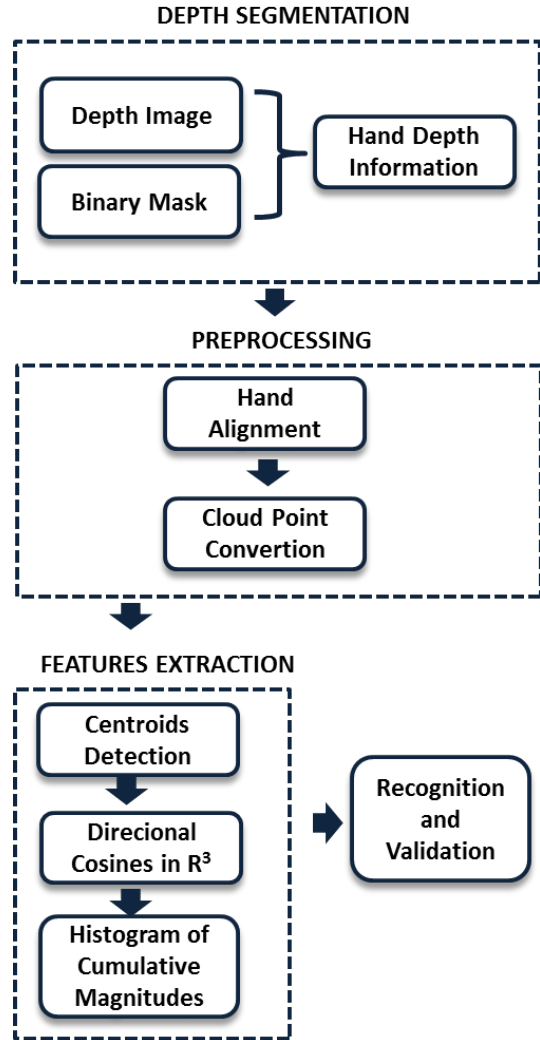 DEPTH SEGMENTATION
Depth Image
Binary Mask
Hand Depth
Information
PREPROCESSING
Hand
Alignment
Cloud Point
Convertion
FEATURES EXTRACTION
Centroids
Detection
Direcional
Cosines in R³
Histogram of
Cumulative
Magnitudes
Recognition
and
Validation